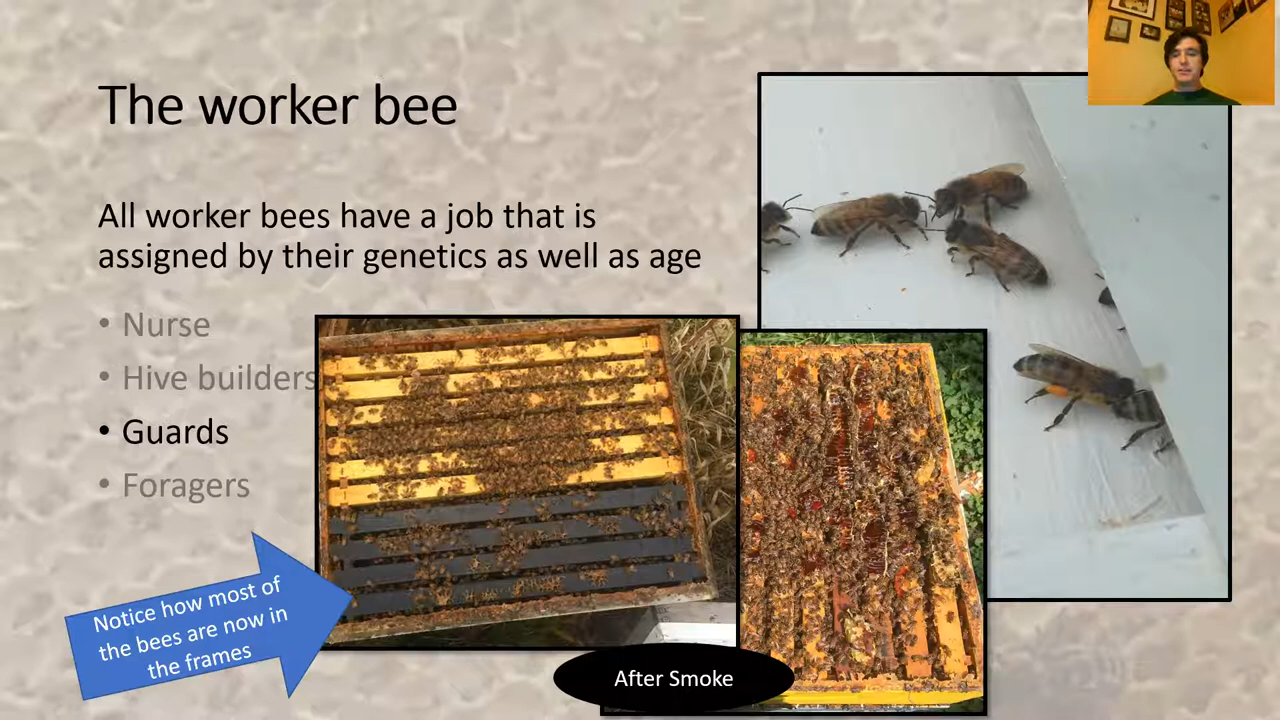 The worker bee
All worker bees have a job that is
assigned by their genetics as well as age
• Nurse
• Hive builders
• Guards
• Foragers
Notice how most of
the bees are now in
the frames
After Smoke